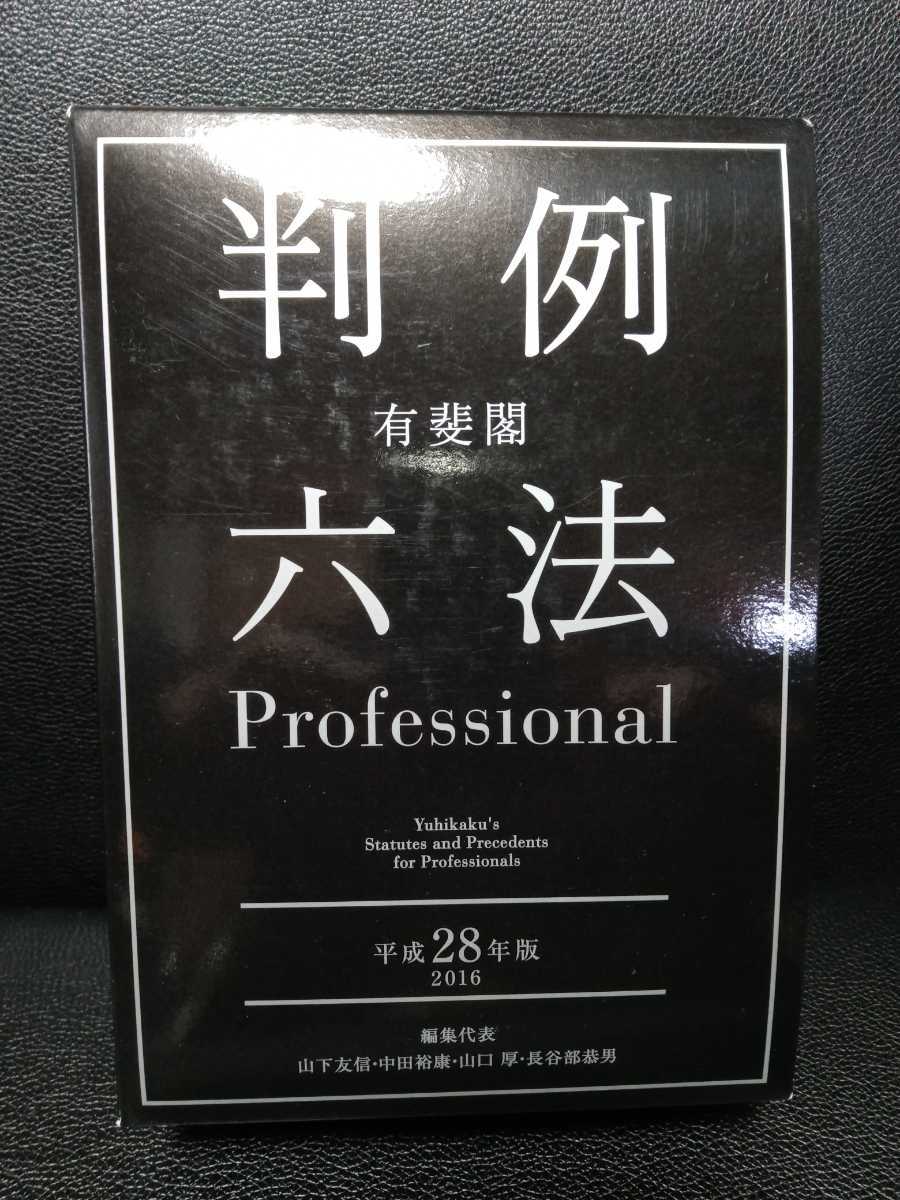 判例
有斐閣
六法
Professional
Yuhikaku's
Statutes and Precedents
for Professionals
平成28年版
2016
編集代表
山下友信・中田裕康・山口 厚・長谷部恭男